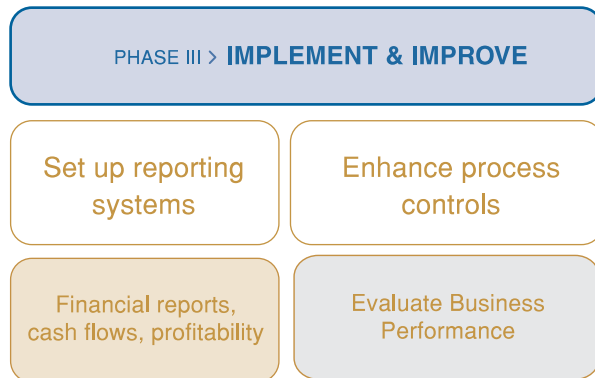 PHASE III > IMPLEMENT & IMPROVE
Set up reporting
systems
Enhance process
controls
Financial reports,
cash flows, profitability
Evaluate Business
Performance